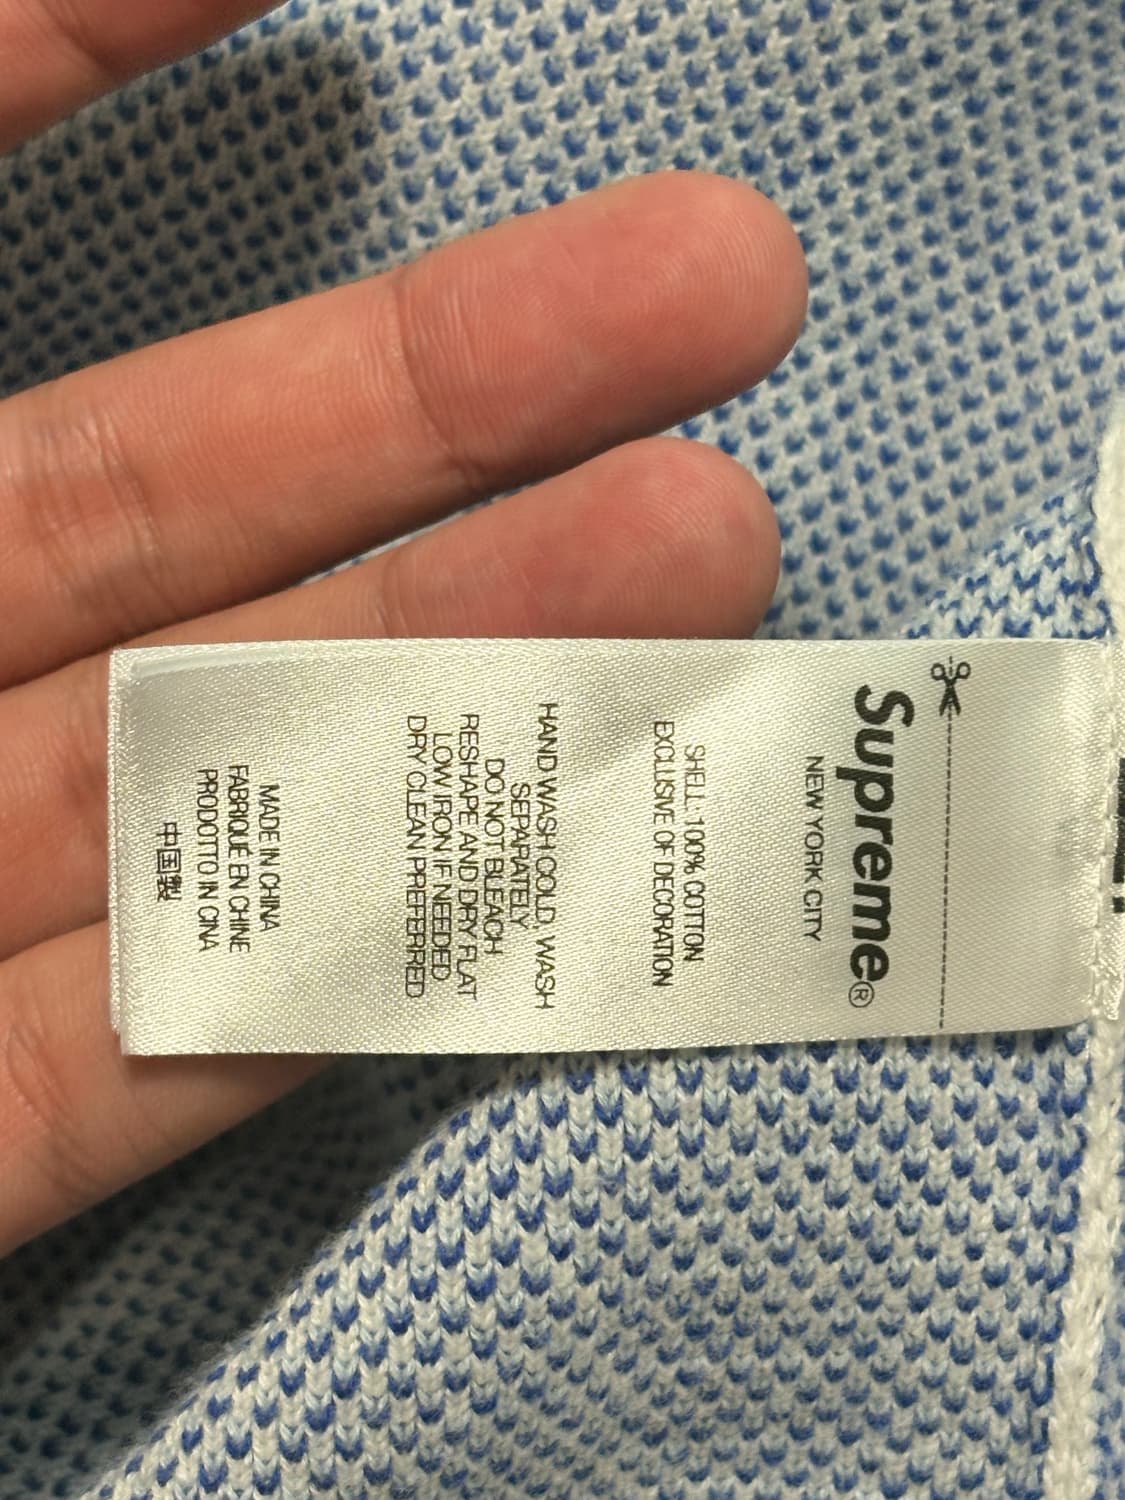 Supreme®
NEW YORK CITY
SHELL: 100% COTTON
EXCLUSIVE OF DECORATION
HAND WASH COLD, WASH
SEPARATELY
DO NOT BLEACH
RESHAPE AND DRY FLAT
LOW IRON IF NEEDED
DRY CLEAN PREFERRED
MADE IN CHINA
FABRIQUE EN CHINE
PRODOTTO IN CINA
中国製